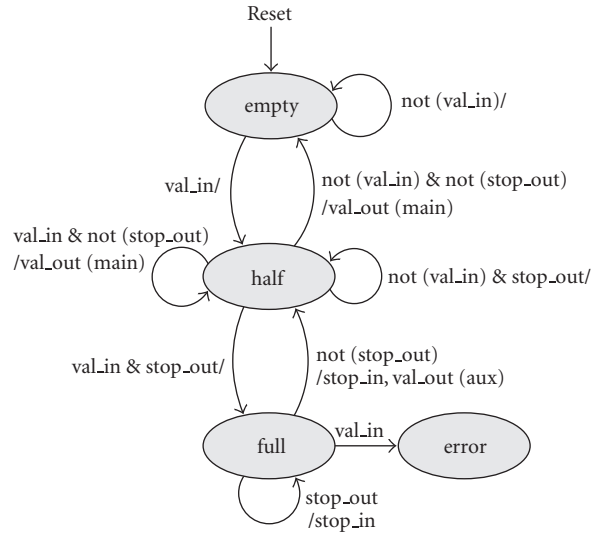 Reset
empty
not (val_in)/
val_in/
not (val_in) & not (stop_out)
/val_out (main)
val_in & not (stop_out)
/val_out (main)
half
not (val_in) & stop_out/
val_in & stop_out/
not (stop_out)
/stop_in, val_out (aux)
full
val_in
error
stop_out
/stop_in